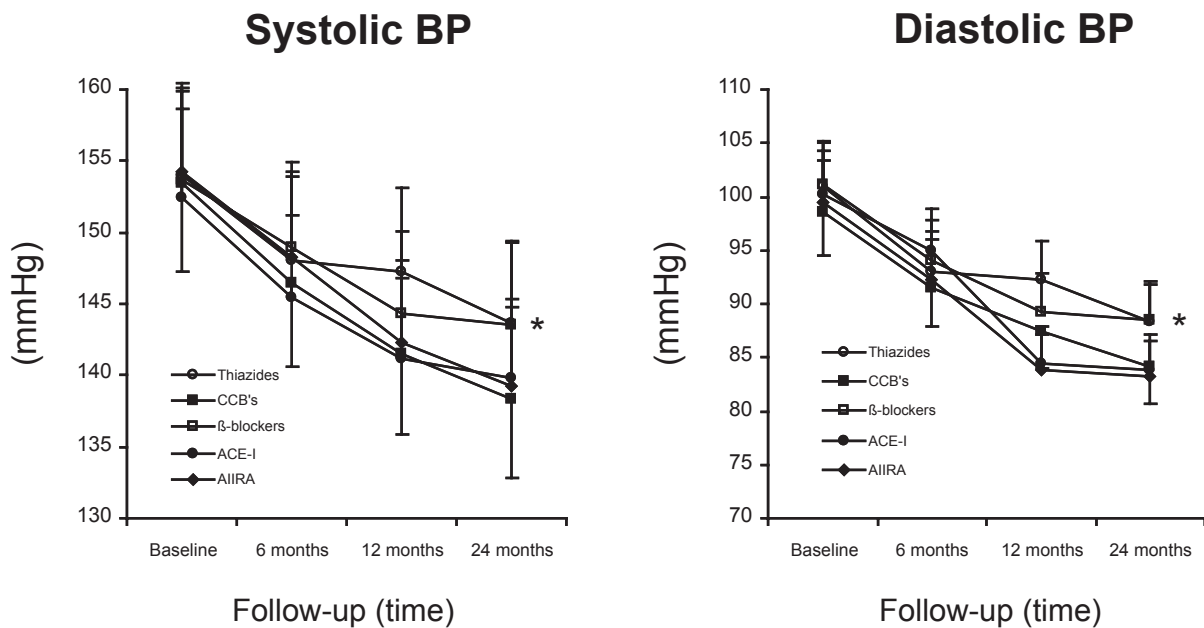 Systolic BP
160
155
150
145
140
135
130
(mmHg)
Thiazides
CCB's
ß-blockers
ACE-I
AIIRA
*
Baseline 6 months 12 months 24 months
Follow-up (time)
Diastolic BP
110
105
100
95
90
85
80
75
70
(mmHg)
Thiazides
CCB's
ß-blockers
ACE-I
AIIRA
*
Baseline 6 months 12 months 24 months
Follow-up (time)